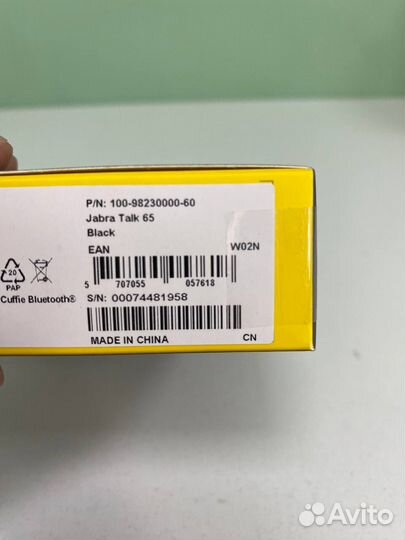 P/N: 100-98230000-60
Jabra Talk 65
Black
EAN W02N
5 707055 057618
20
PAP
Cuffie Bluetooth®
S/N: 00074481958
MADE IN CHINA CN
Avito